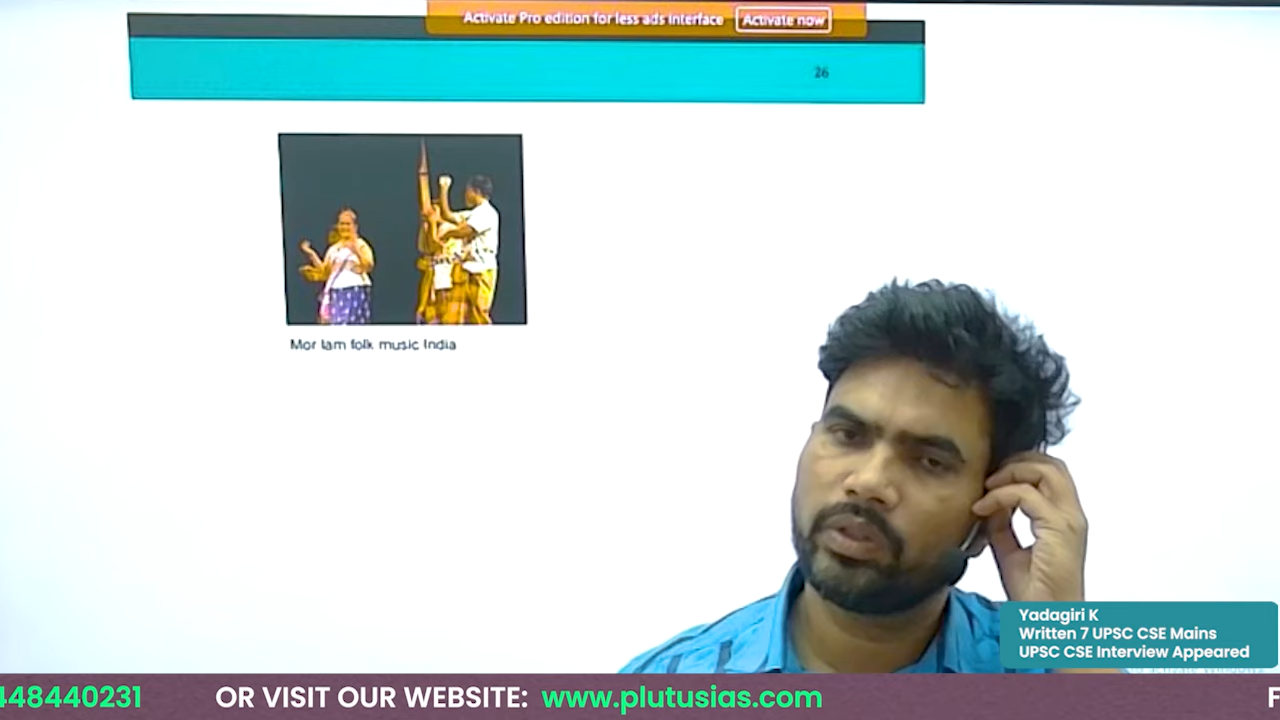 Activate Pro edition for less ads interface Activate now
26
Mor lam folk music India
Yadagiri K
Written 7 UPSC CSE Mains
UPSC CSE Interview Appeared
448440231 OR VISIT OUR WEBSITE: www.plutusias.com F